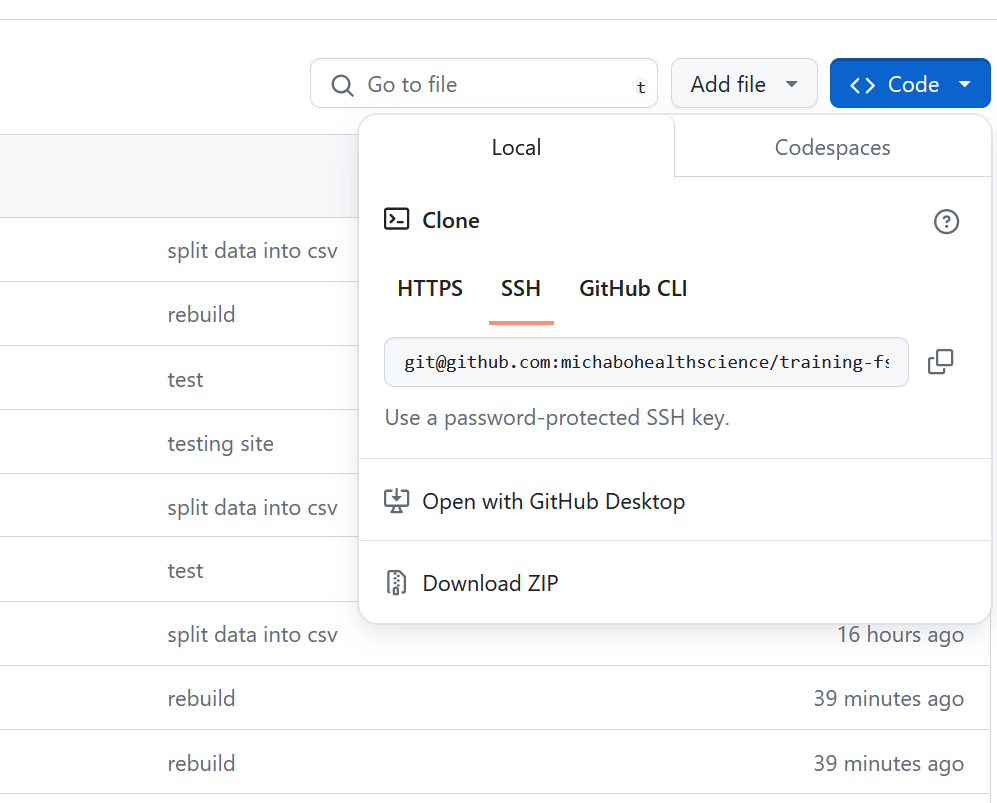 Go to file t Add file Code
Local Codespaces
Clone
HTTPS SSH GitHub CLI
split data into csv
rebuild
git@github.com:michabohealthscience/training-fs
test
Use a password-protected SSH key.
testing site
split data into csv
Open with GitHub Desktop
test
Download ZIP
split data into csv 16 hours ago
rebuild 39 minutes ago
rebuild 39 minutes ago